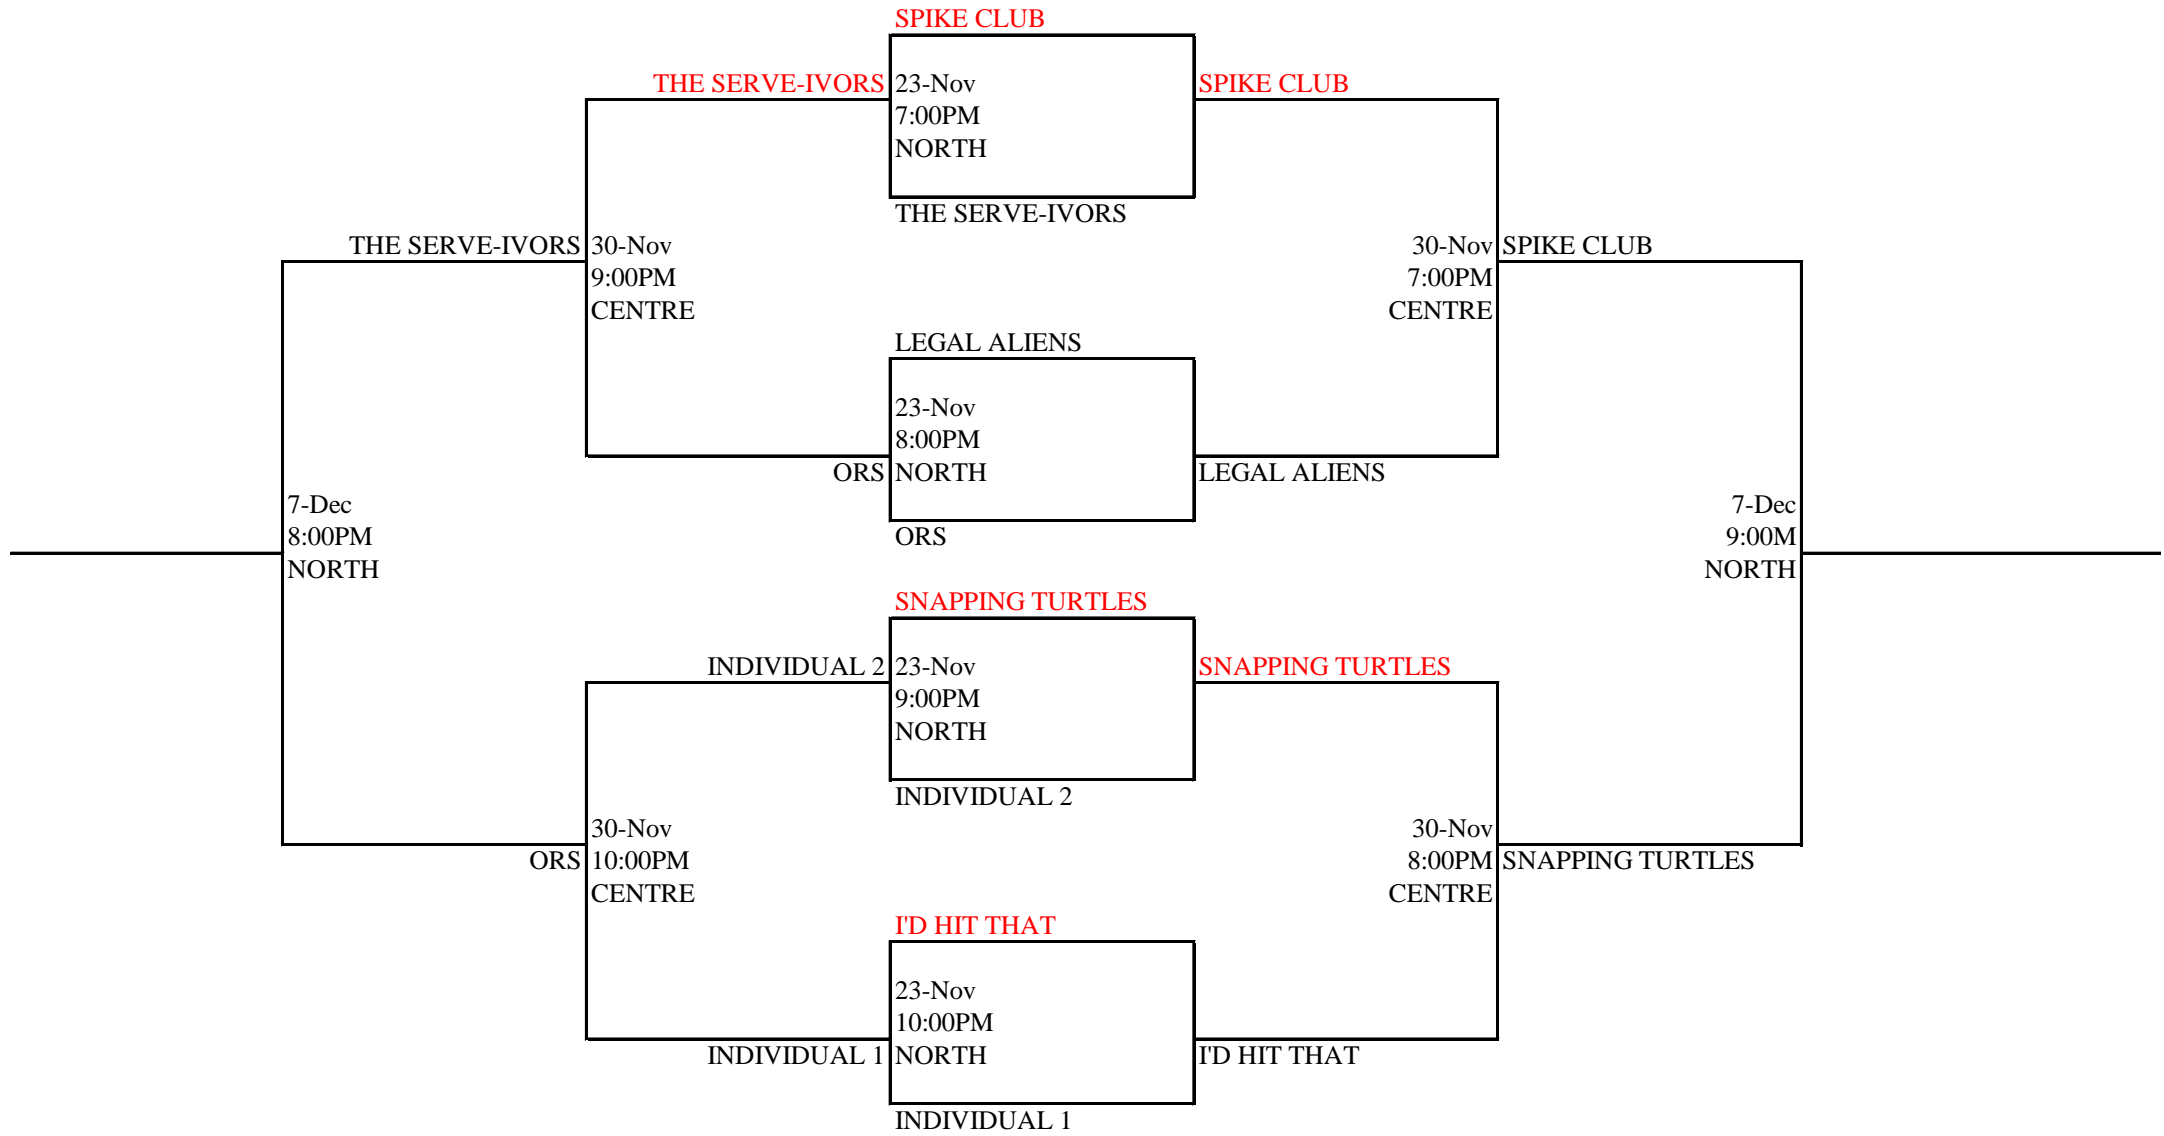 SPIKE CLUB
THE SERVE-IVORS
23-Nov
7:00PM
NORTH
SPIKE CLUB
THE SERVE-IVORS
THE SERVE-IVORS
30-Nov
9:00PM
CENTRE
30-Nov
7:00PM
CENTRE
SPIKE CLUB
LEGAL ALIENS
23-Nov
8:00PM
NORTH
ORS
LEGAL ALIENS
ORS
7-Dec
8:00PM
NORTH
7-Dec
9:00M
NORTH
SNAPPING TURTLES
INDIVIDUAL 2
23-Nov
9:00PM
NORTH
SNAPPING TURTLES
INDIVIDUAL 2
ORS
30-Nov
10:00PM
CENTRE
30-Nov
8:00PM
CENTRE
SNAPPING TURTLES
I'D HIT THAT
23-Nov
10:00PM
NORTH
INDIVIDUAL 1
I'D HIT THAT
INDIVIDUAL 1